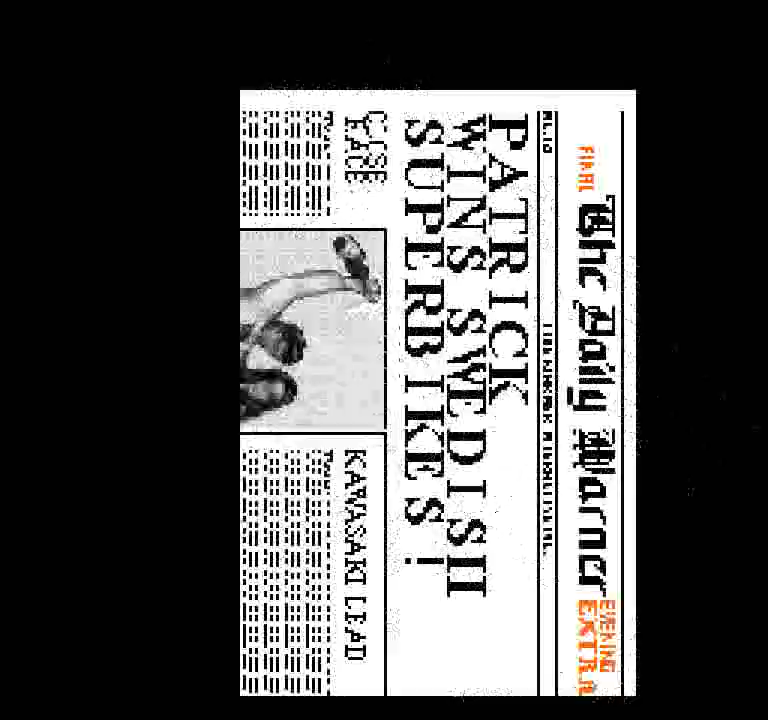 FINAL
The Daily Warner
EVENING
EXTRA
PATRICK
WINS SWEDISH
SUPERBIKES!
CLOSE
RACE
KAWASAKI LEAD